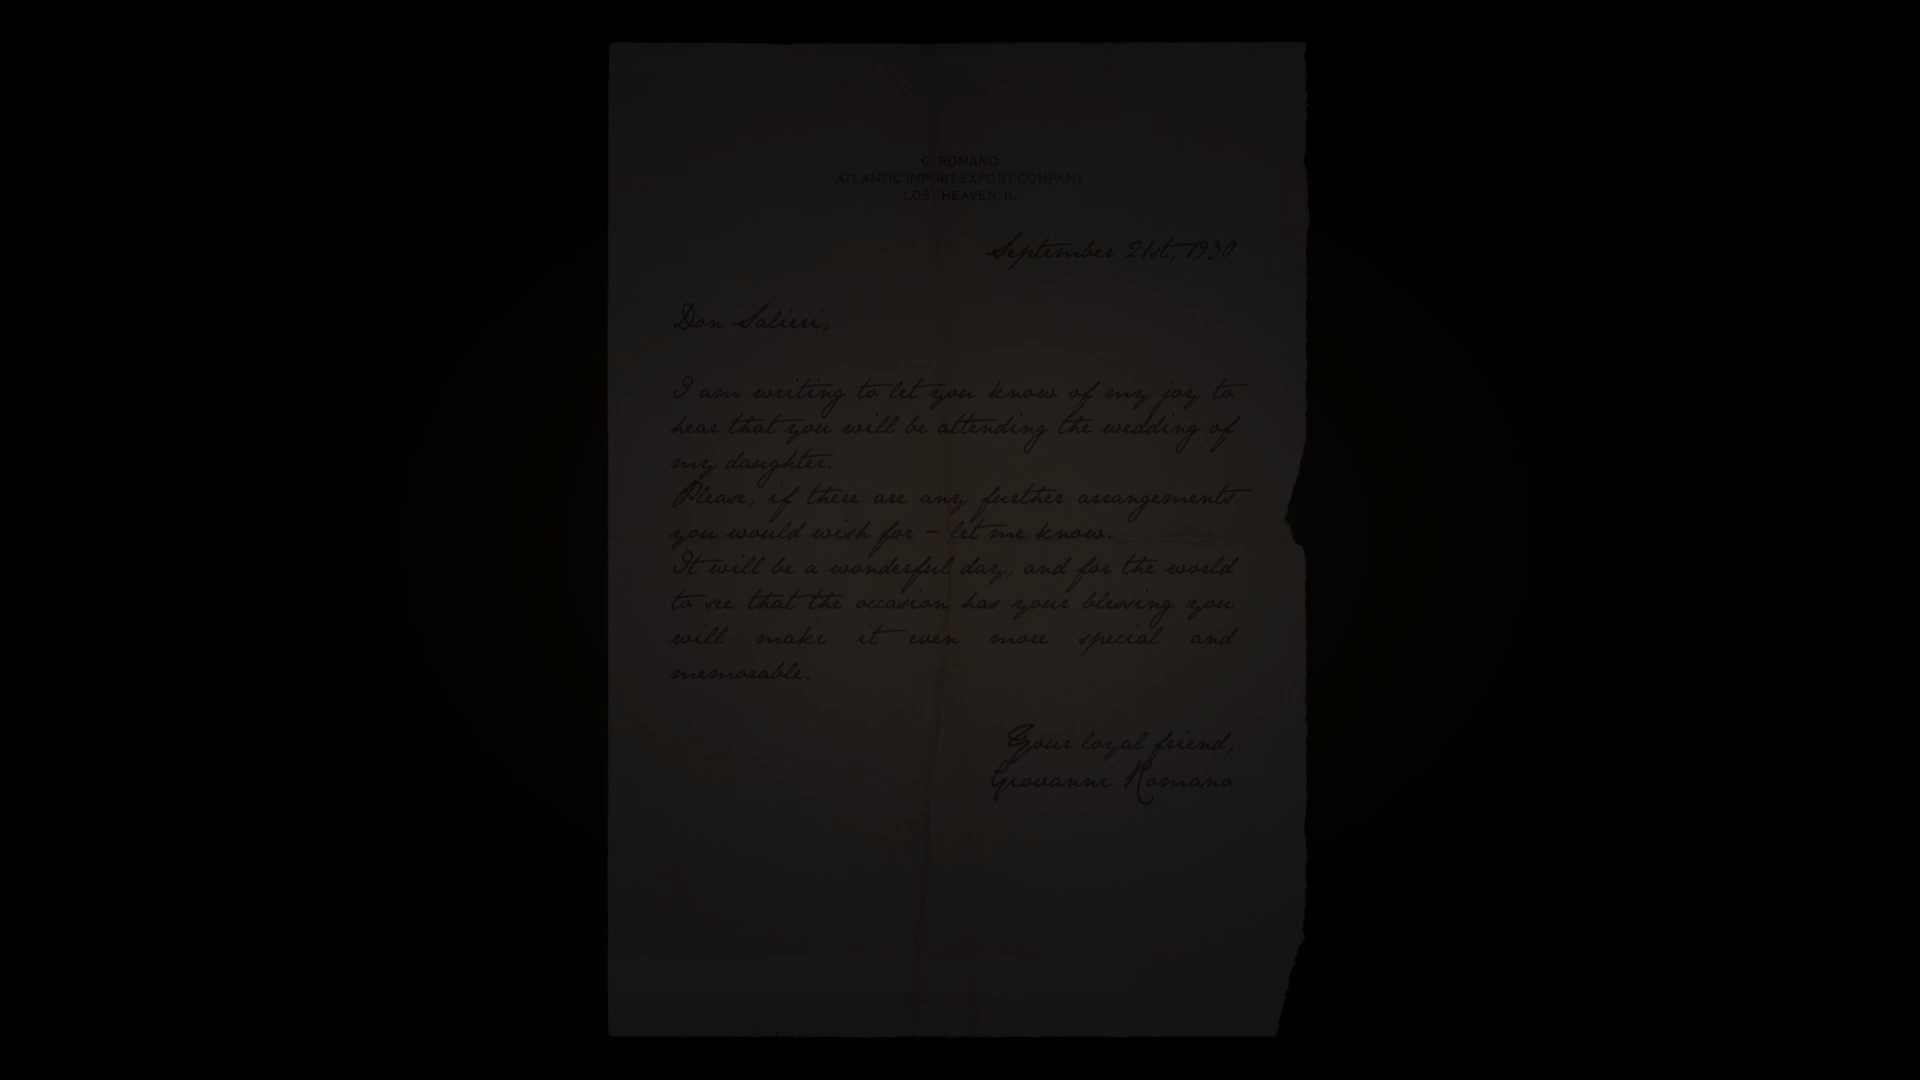 G. ROMANO
ATLANTIC IMPORT-EXPORT COMPANY
LOST HEAVEN, IL
September 21st, 1930
Don Salieri,
I am writing to let you know of my joy to
hear that you will be attending the wedding of
my daughter.
Please, if there are any further arrangements
you would wish for - let me know.
It will be a wonderful day, and for the world
to see that the occasion has your blessing you
will make it even more special and
memorable.
Your loyal friend,
Giovanni Romano